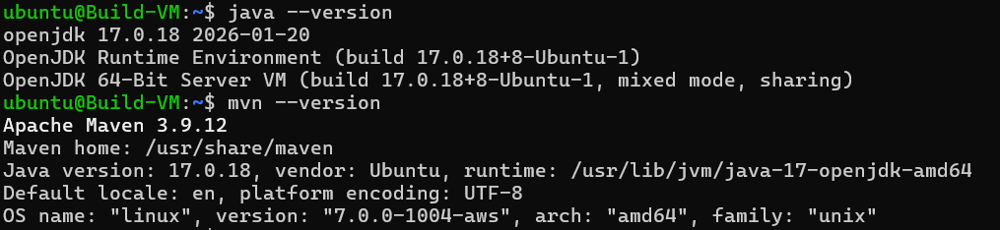 ubuntu@Build-VM:~$ java --version
openjdk 17.0.18 2026-01-20
OpenJDK Runtime Environment (build 17.0.18+8-Ubuntu-1)
OpenJDK 64-Bit Server VM (build 17.0.18+8-Ubuntu-1, mixed mode, sharing)
ubuntu@Build-VM:~$ mvn --version
Apache Maven 3.9.12
Maven home: /usr/share/maven
Java version: 17.0.18, vendor: Ubuntu, runtime: /usr/lib/jvm/java-17-openjdk-amd64
Default locale: en, platform encoding: UTF-8
OS name: "linux", version: "7.0.0-1004-aws", arch: "amd64", family: "unix"